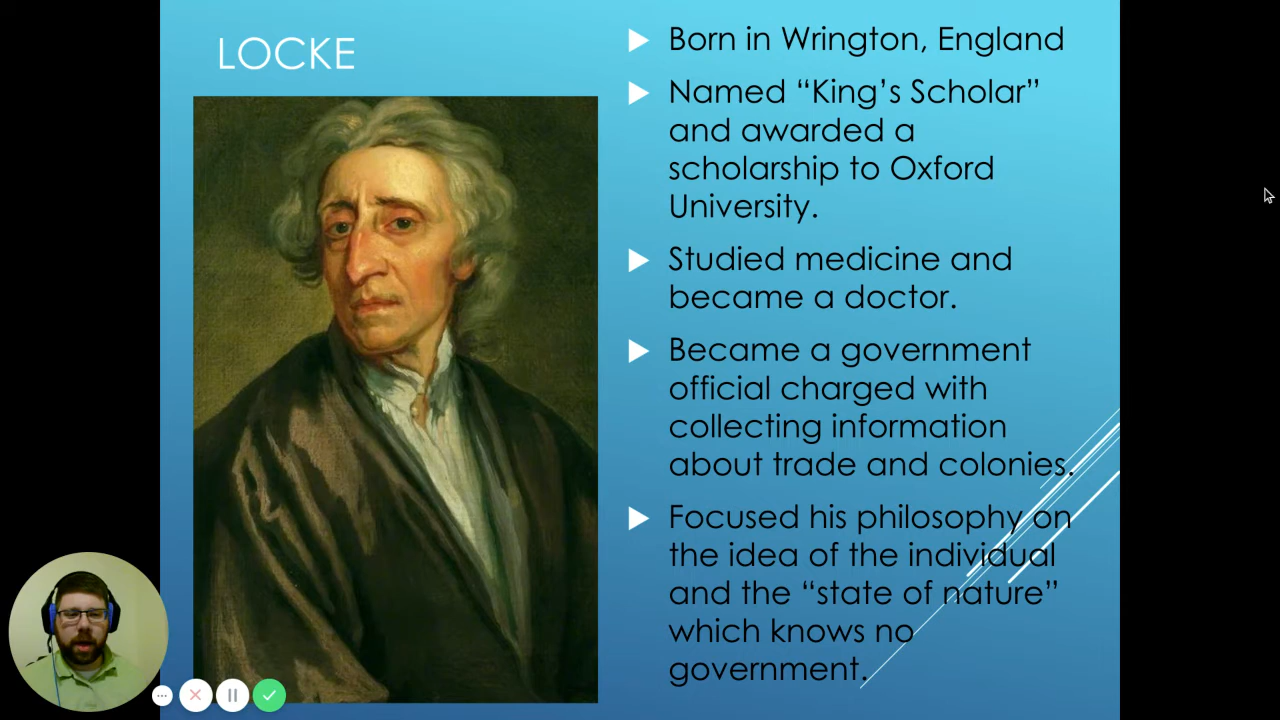 LOCKE
Born in Wrington, England
Named “King’s Scholar”
and awarded a
scholarship to Oxford
University.
Studied medicine and
became a doctor.
Became a government
official charged with
collecting information
about trade and colonies.
Focused his philosophy on
the idea of the individual
and the “state of nature”
which knows no
government.